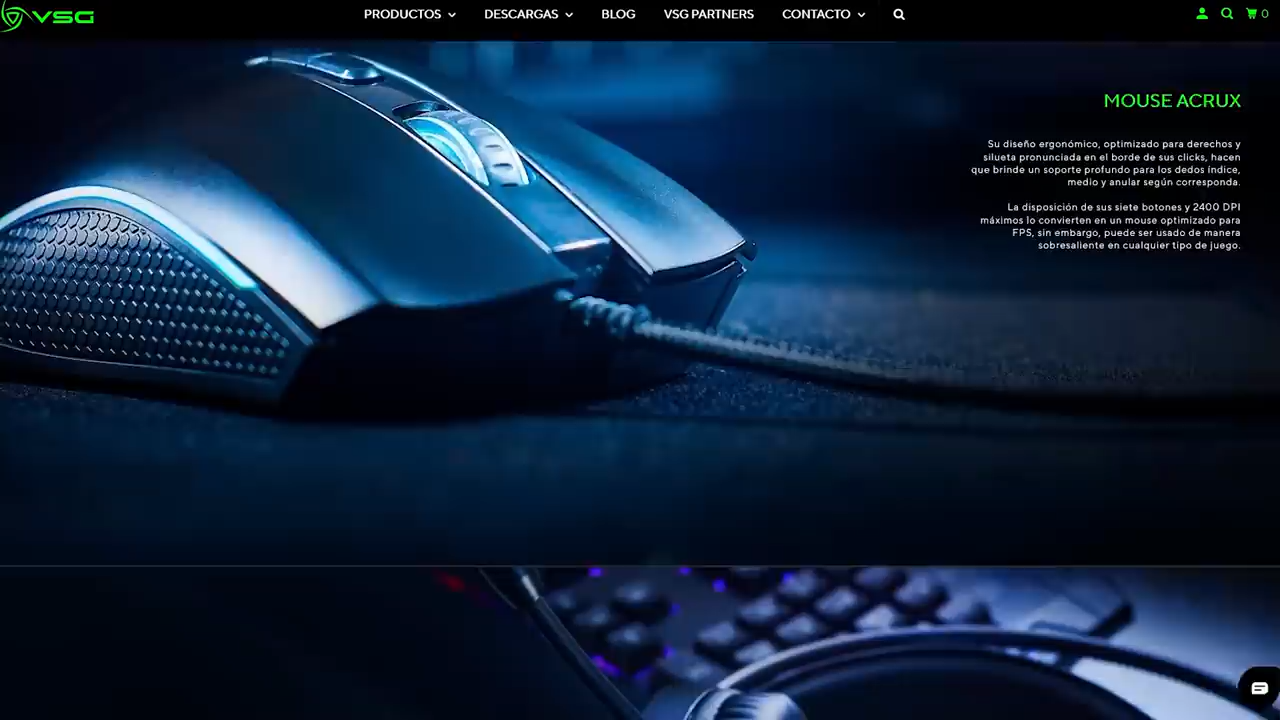 VSG
PRODUCTOS
DESCARGAS
BLOG
VSG PARTNERS
CONTACTO
0
MOUSE ACRUX
Su diseño ergonómico, optimizado para derechos y
silueta pronunciada en el borde de sus clicks, hacen
que brinde un soporte profundo para los dedos índice,
medio y anular según corresponda.
La disposición de sus siete botones y 2400 DPI
máximos lo convierten en un mouse optimizado para
FPS, sin embargo, puede ser usado de manera
sobresaliente en cualquier tipo de juego.